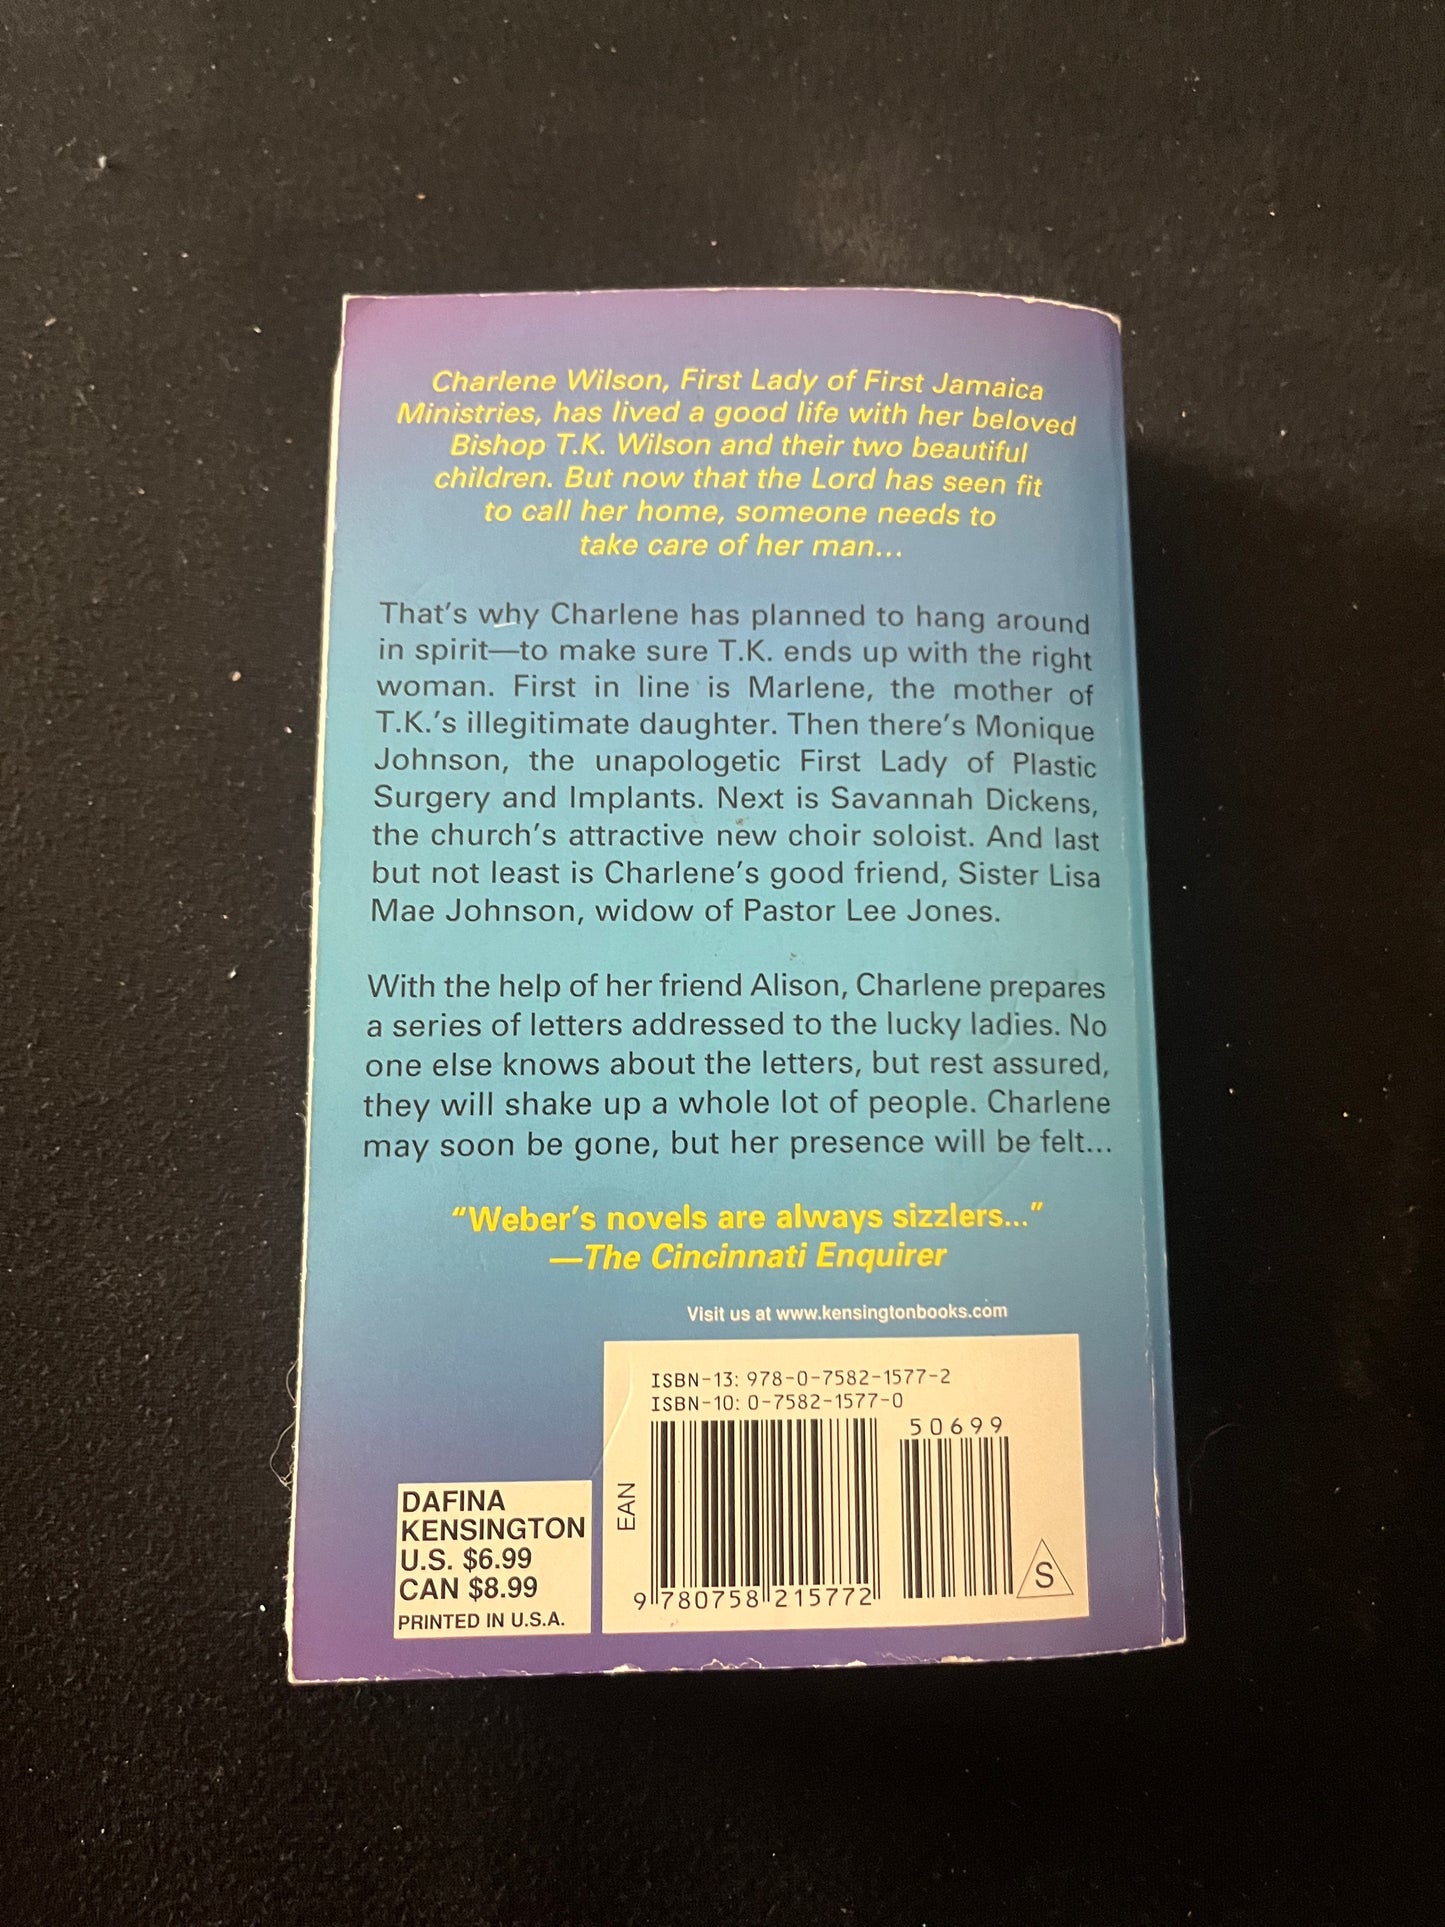 Charlene Wilson, First Lady of First Jamaica
Ministries, has lived a good life with her beloved
Bishop T.K. Wilson and their two beautiful
children. But now that the Lord has seen fit
to call her home, someone needs to
take care of her man...
That's why Charlene has planned to hang around
in spirit—to make sure T.K. ends up with the right
woman. First in line is Marlene, the mother of
T.K.'s illegitimate daughter. Then there's Monique
Johnson, the unapologetic First Lady of Plastic
Surgery and Implants. Next is Savannah Dickens,
the church's attractive new choir soloist. And last
but not least is Charlene's good friend, Sister Lisa
Mae Johnson, widow of Pastor Lee Jones.
With the help of her friend Alison, Charlene prepares
a series of letters addressed to the lucky ladies. No
one else knows about the letters, but rest assured,
they will shake up a whole lot of people. Charlene
may soon be gone, but her presence will be felt...
"Weber's novels are always sizzlers..."
—The Cincinnati Enquirer
Visit us at www.kensingtonbooks.com
ISBN-13: 978-0-7582-1577-2
ISBN-10: 0-7582-1577-0
50699
EAN
9 780758 215772
S
DAFINA
KENSINGTON
U.S. $6.99
CAN $8.99
PRINTED IN U.S.A.